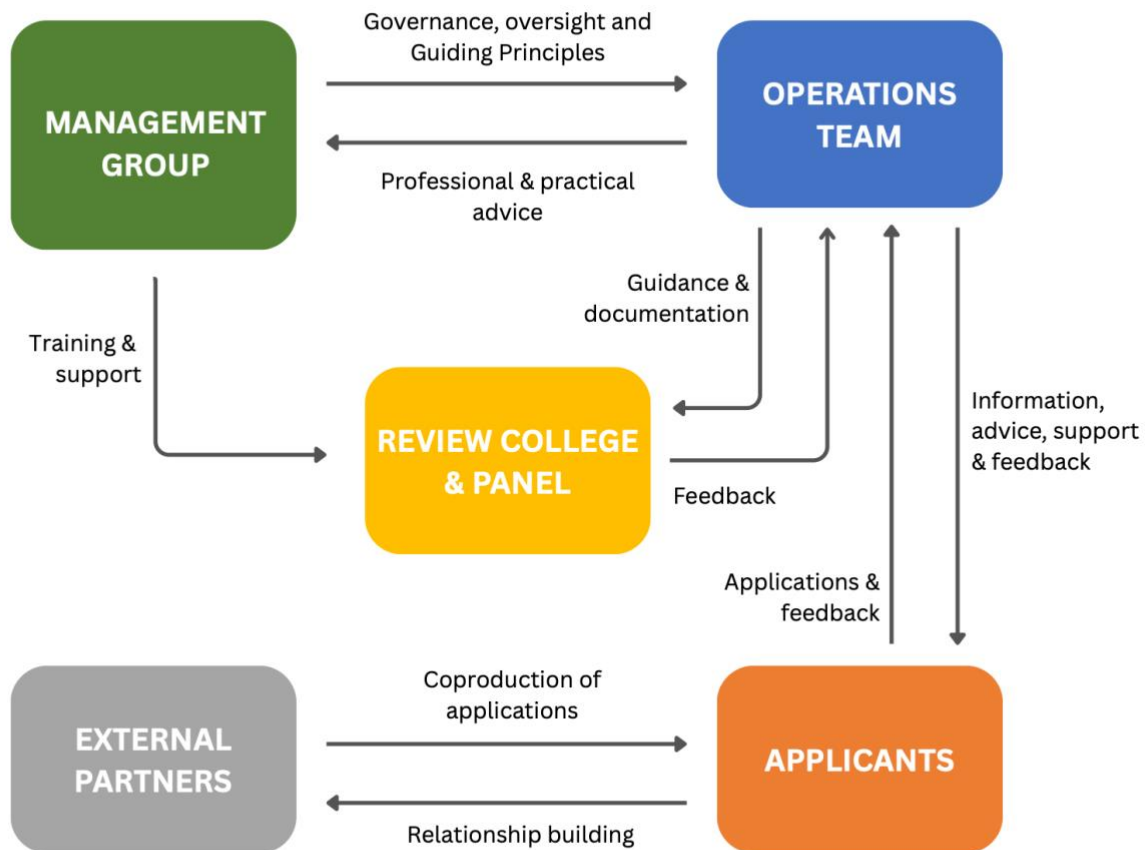 Governance, oversight and
Guiding Principles
MANAGEMENT
GROUP
OPERATIONS
TEAM
Professional & practical
advice
Guidance &
documentation
Training &
support
Information,
advice, support
& feedback
REVIEW COLLEGE
& PANEL
Feedback
Applications &
feedback
Coproduction of
applications
EXTERNAL
PARTNERS
APPLICANTS
Relationship building